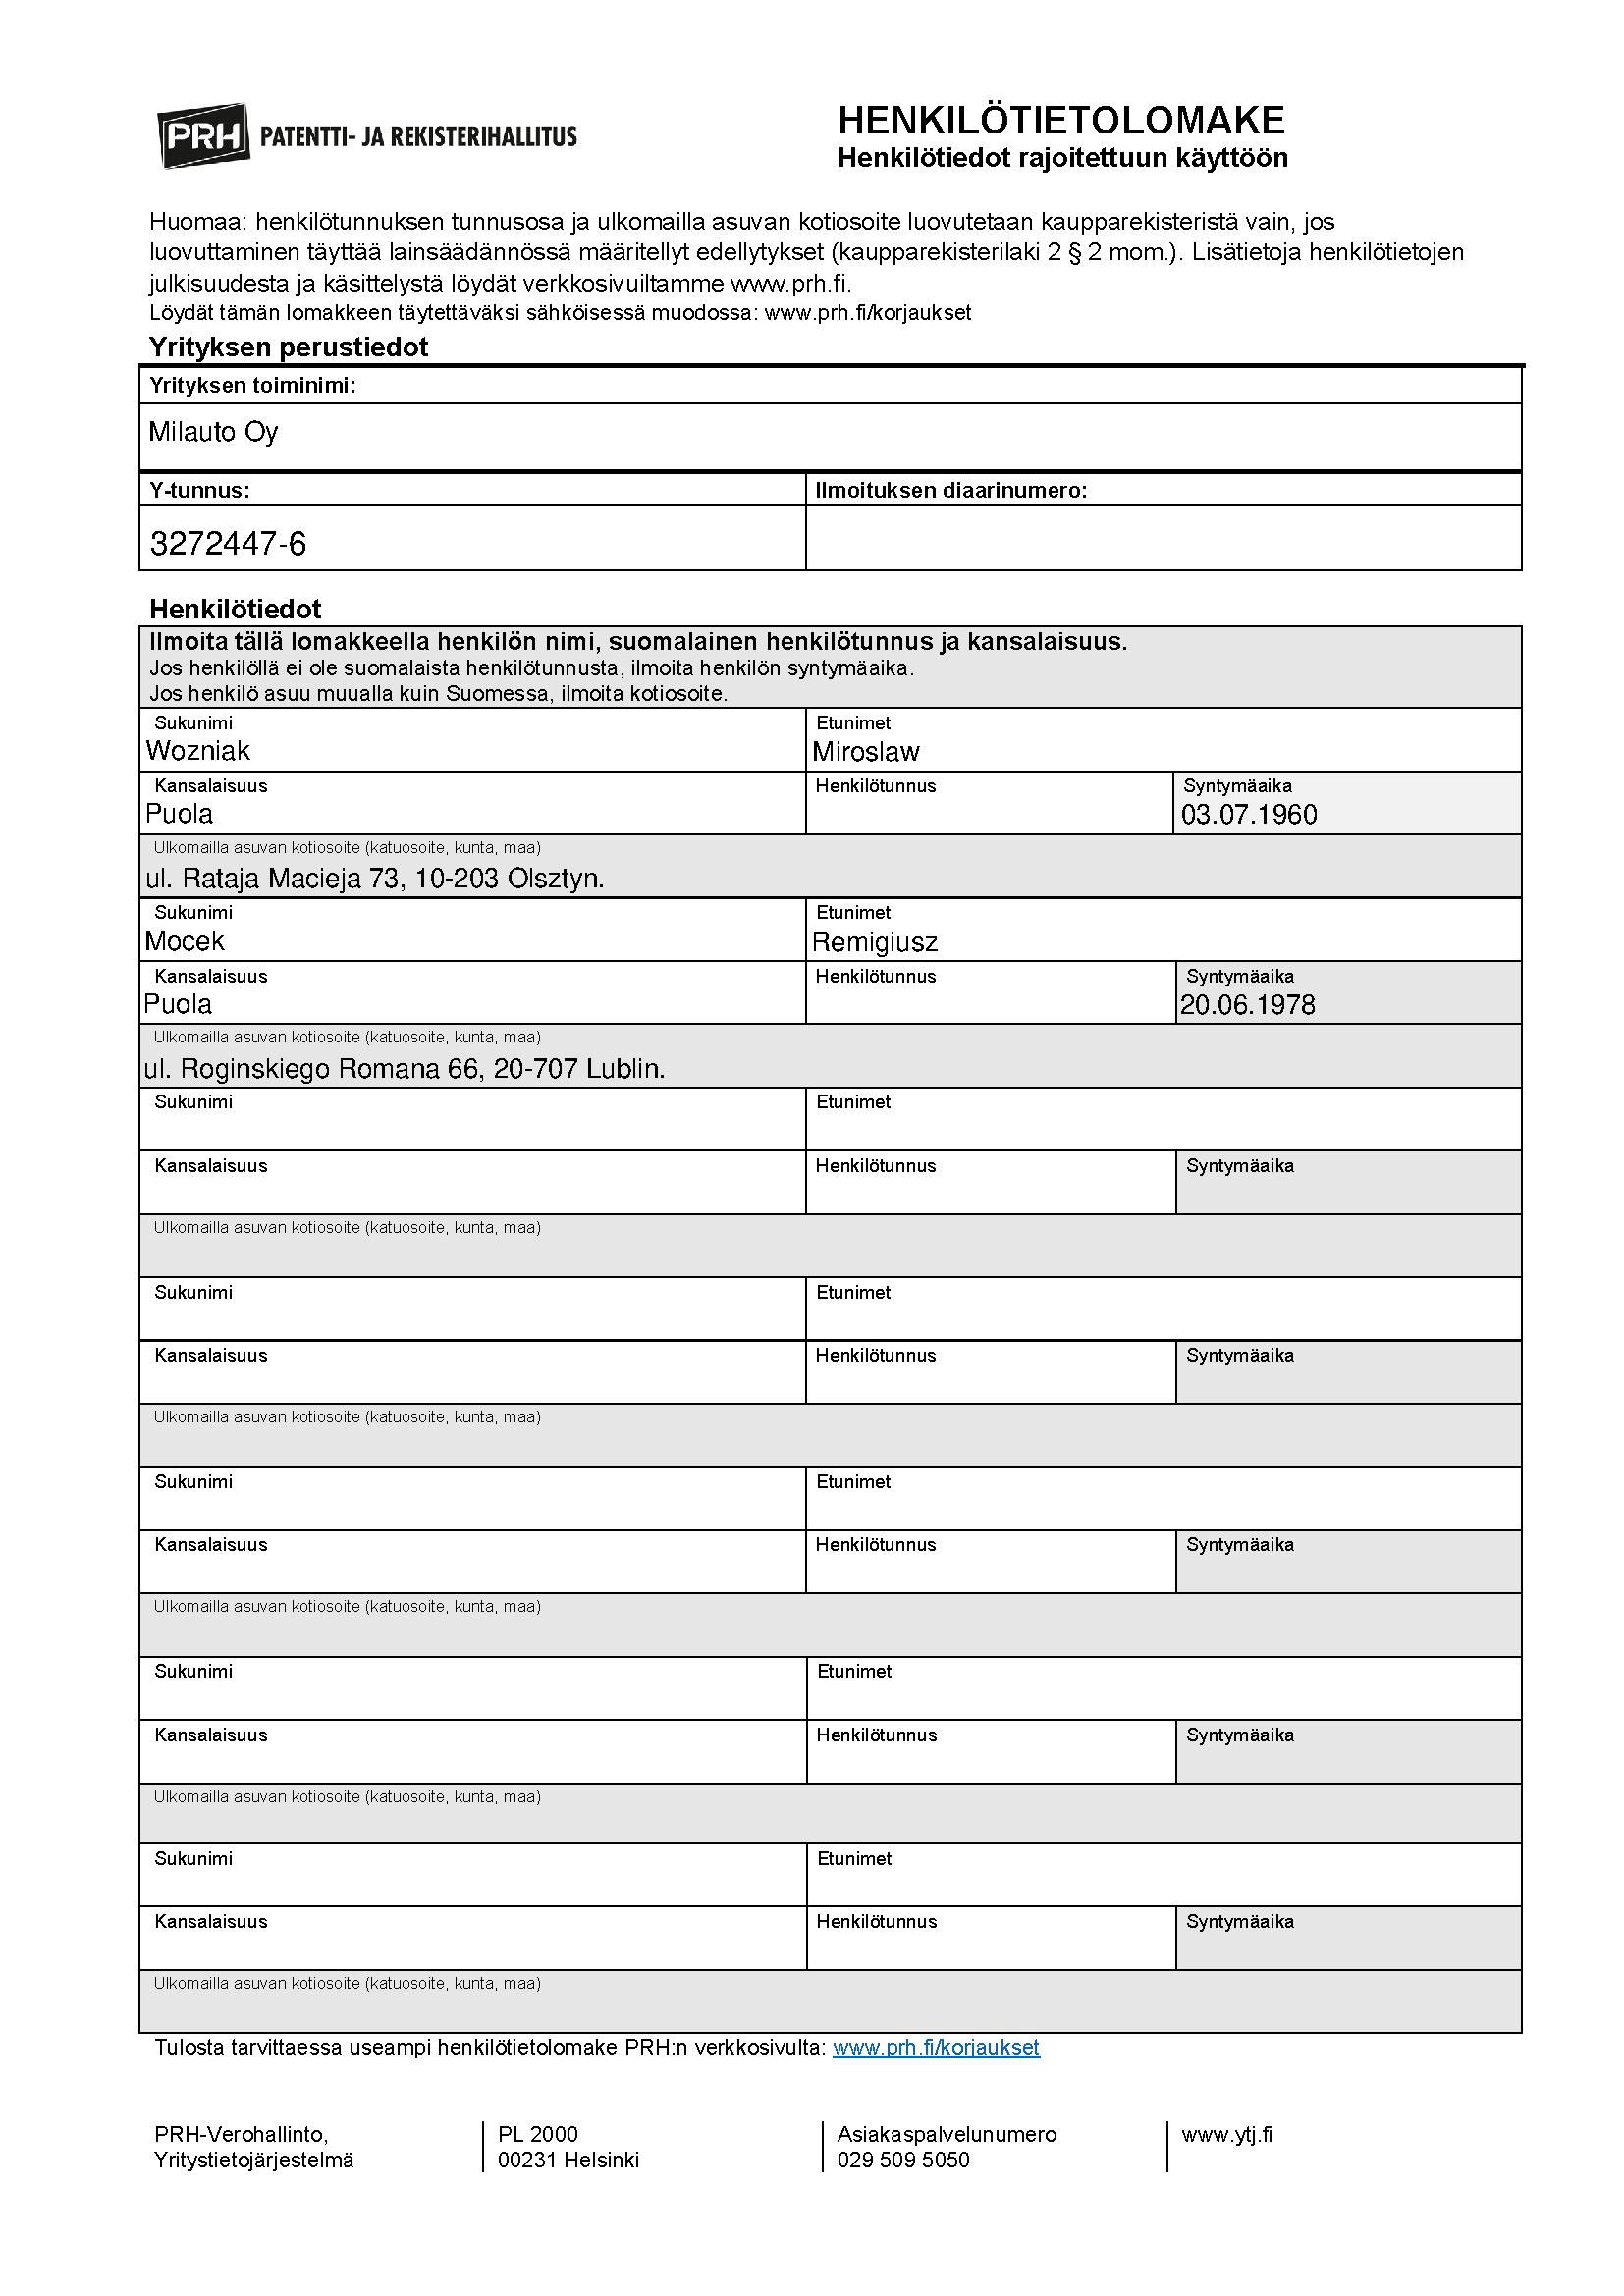 PRH PATENTTI- JA REKISTERIHALLITUS
HENKILÖTIETOLOMAKE
Henkilötiedot rajoitettuun käyttöön
Huomaa: henkilötunnuksen tunnusosa ja ulkomailla asuvan kotiosoite luovutetaan kaupparekisteristä vain, jos
luovuttaminen täyttää lainsäädännössä määritellyt edellytykset (kaupparekisterilaki 2 § 2 mom.). Lisätietoja henkilötietojen
julkisuudesta ja käsittelystä löydät verkkosivuiltamme www.prh.fi.
Löydät tämän lomakkeen täytettäväksi sähköisessä muodossa: www.prh.fi/korjaukset
Yrityksen perustiedot
Yrityksen toiminimi:
Milauto Oy
Y-tunnus: Ilmoituksen diaarinumero:
3272447-6
Henkilötiedot
Ilmoita tällä lomakkeella henkilön nimi, suomalainen henkilötunnus ja kansalaisuus.
Jos henkilöllä ei ole suomalaista henkilötunnusta, ilmoita henkilön syntymäaika.
Jos henkilö asuu muualla kuin Suomessa, ilmoita kotiosoite.
Sukunimi Etunimet
Wozniak Miroslaw
Kansalaisuus Henkilötunnus Syntymäaika
Puola 03.07.1960
Ulkomailla asuvan kotiosoite (katuosoite, kunta, maa)
ul. Rataja Macieja 73, 10-203 Olsztyn.
Sukunimi Etunimet
Mocek Remigiusz
Kansalaisuus Henkilötunnus Syntymäaika
Puola 20.06.1978
Ulkomailla asuvan kotiosoite (katuosoite, kunta, maa)
ul. Roginskiego Romana 66, 20-707 Lublin.
Sukunimi Etunimet
Kansalaisuus Henkilötunnus Syntymäaika
Ulkomailla asuvan kotiosoite (katuosoite, kunta, maa)
Sukunimi Etunimet
Kansalaisuus Henkilötunnus Syntymäaika
Ulkomailla asuvan kotiosoite (katuosoite, kunta, maa)
Sukunimi Etunimet
Kansalaisuus Henkilötunnus Syntymäaika
Ulkomailla asuvan kotiosoite (katuosoite, kunta, maa)
Sukunimi Etunimet
Kansalaisuus Henkilötunnus Syntymäaika
Ulkomailla asuvan kotiosoite (katuosoite, kunta, maa)
Sukunimi Etunimet
Kansalaisuus Henkilötunnus Syntymäaika
Ulkomailla asuvan kotiosoite (katuosoite, kunta, maa)
Tulosta tarvittaessa useampi henkilötietolomake PRH:n verkkosivulta: www.prh.fi/korjaukset
PRH-Verohallinto, PL 2000 Asiakaspalvelunumero www.ytj.fi
Yritystietojärjestelmä 00231 Helsinki 029 509 5050